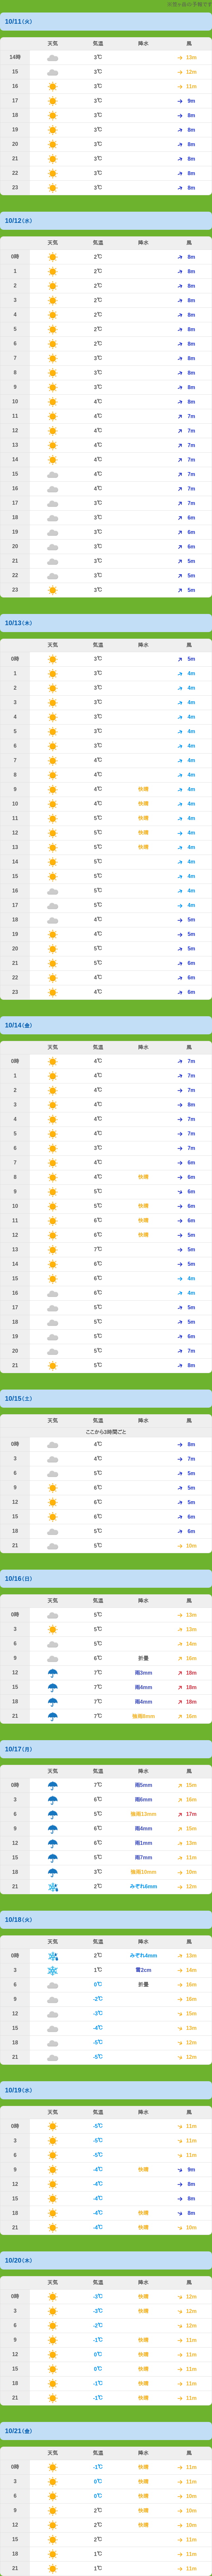 10/11(火)
天気 気温 降水 風
14時 3℃ 13m
15 3℃ 12m
16 3℃ 11m
17 3℃ 9m
18 3℃ 8m
19 3℃ 8m
20 3℃ 8m
21 3℃ 8m
22 3℃ 8m
23 3℃ 8m
10/12(水)
天気 気温 降水 風
0時 2℃ 8m
1 2℃ 8m
2 2℃ 8m
3 2℃ 8m
4 2℃ 8m
5 2℃ 8m
6 2℃ 8m
7 3℃ 8m
8 3℃ 8m
9 3℃ 8m
10 4℃ 8m
11 4℃ 7m
12 4℃ 7m
13 4℃ 7m
14 4℃ 7m
15 4℃ 7m
16 4℃ 7m
17 3℃ 7m
18 3℃ 6m
19 3℃ 6m
20 3℃ 6m
21 3℃ 5m
22 3℃ 5m
23 3℃ 5m
10/13(木)
天気 気温 降水 風
0時 3℃ 5m
1 3℃ 4m
2 3℃ 4m
3 3℃ 4m
4 3℃ 4m
5 3℃ 4m
6 3℃ 4m
7 4℃ 4m
8 4℃ 4m
9 4℃ 快晴 4m
10 4℃ 快晴 4m
11 5℃ 快晴 4m
12 5℃ 快晴 4m
13 5℃ 快晴 4m
14 5℃ 4m
15 5℃ 4m
16 5℃ 4m
17 5℃ 4m
18 4℃ 5m
19 4℃ 5m
20 5℃ 5m
21 5℃ 6m
22 4℃ 6m
23 4℃ 6m
10/14(金)
天気 気温 降水 風
0時 4℃ 7m
1 4℃ 7m
2 4℃ 7m
3 4℃ 8m
4 4℃ 7m
5 4℃ 7m
6 3℃ 7m
7 4℃ 6m
8 4℃ 快晴 6m
9 5℃ 6m
10 5℃ 快晴 6m
11 6℃ 快晴 6m
12 6℃ 快晴 5m
13 7℃ 5m
14 6℃ 5m
15 6℃ 4m
16 6℃ 4m
17 5℃ 5m
18 5℃ 5m
19 5℃ 6m
20 5℃ 7m
21 5℃ 8m
10/15(土)
天気 気温 降水 風
ここから3時間ごと
0時 4℃ 8m
3 4℃ 7m
6 5℃ 5m
9 6℃ 5m
12 6℃ 5m
15 6℃ 6m
18 5℃ 6m
21 5℃ 10m
10/16(日)
天気 気温 降水 風
0時 5℃ 13m
3 5℃ 13m
6 5℃ 14m
9 6℃ 折畳 16m
12 7℃ 雨3mm 18m
15 7℃ 雨4mm 18m
18 7℃ 雨4mm 18m
21 7℃ 強雨8mm 16m
10/17(月)
天気 気温 降水 風
0時 7℃ 雨5mm 15m
3 6℃ 雨6mm 16m
6 5℃ 強雨13mm 17m
9 6℃ 雨4mm 15m
12 6℃ 雨1mm 13m
15 5℃ 雨7mm 11m
18 3℃ 強雨10mm 10m
21 2℃ みぞれ6mm 12m
10/18(火)
天気 気温 降水 風
0時 2℃ みぞれ4mm 13m
3 1℃ 雪2cm 14m
6 0℃ 折畳 16m
9 -2℃ 16m
12 -3℃ 15m
15 -4℃ 13m
18 -5℃ 12m
21 -5℃ 12m
10/19(水)
天気 気温 降水 風
0時 -5℃ 11m
3 -5℃ 11m
6 -5℃ 11m
9 -4℃ 快晴 9m
12 -4℃ 8m
15 -4℃ 8m
18 -4℃ 快晴 8m
21 -4℃ 快晴 10m
10/20(木)
天気 気温 降水 風
0時 -3℃ 快晴 12m
3 -3℃ 快晴 12m
6 -2℃ 12m
9 -1℃ 快晴 11m
12 0℃ 快晴 11m
15 0℃ 快晴 11m
18 -1℃ 快晴 11m
21 -1℃ 快晴 11m
10/21(金)
天気 気温 降水 風
0時 -1℃ 快晴 11m
3 0℃ 快晴 11m
6 0℃ 快晴 10m
9 2℃ 快晴 10m
12 2℃ 快晴 10m
15 2℃ 11m
18 1℃ 11m
21 1℃ 11m